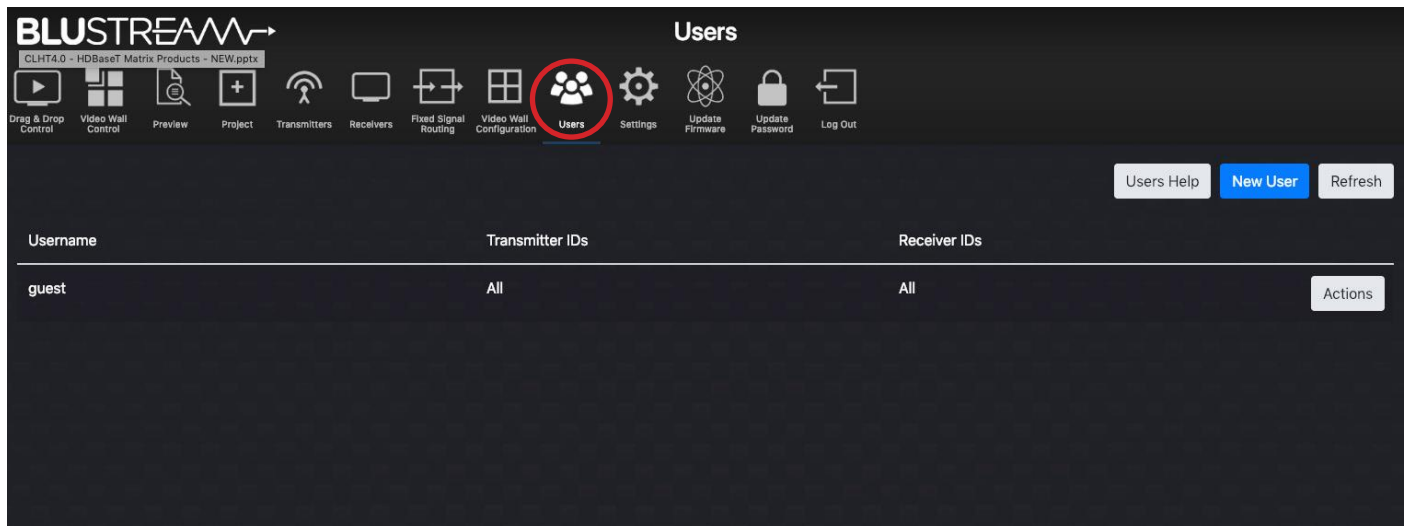 BLUSTREAM
Users
CLHT4.0 - HDBaseT Matrix Products - NEW.pptx
Drag & Drop
Control
Video Wall
Control
Preview
Project
Transmitters
Receivers
Fixed Signal
Routing
Video Wall
Configuration
Users
Settings
Update
Firmware
Update
Password
Log Out
Users Help
New User
Refresh
Username
Transmitter IDs
Receiver IDs
guest
All
All
Actions